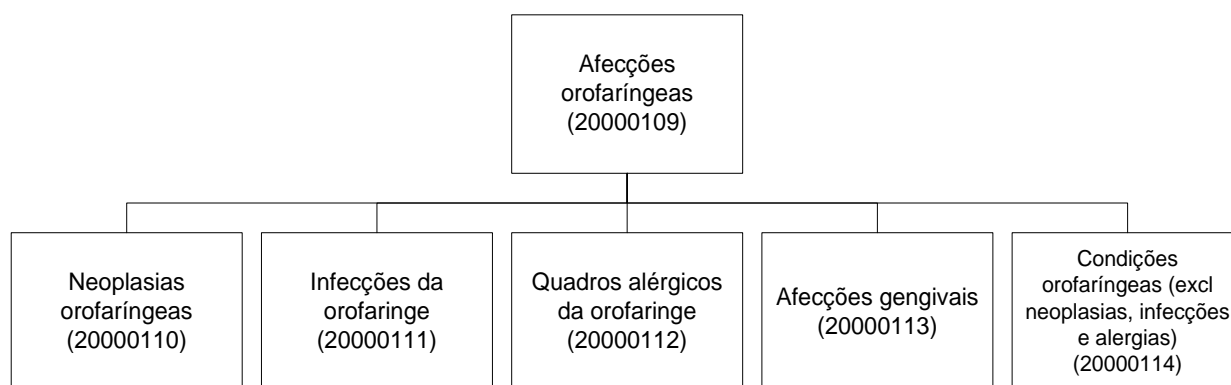 Afecções
orofaríngeas
(20000109)
Neoplasias
orofaríngeas
(20000110)
Infecções da
orofaringe
(20000111)
Quadros alérgicos
da orofaringe
(20000112)
Afecções gengivais
(20000113)
Condições
orofaríngeas (excl
neoplasias, infecções
e alergias)
(20000114)